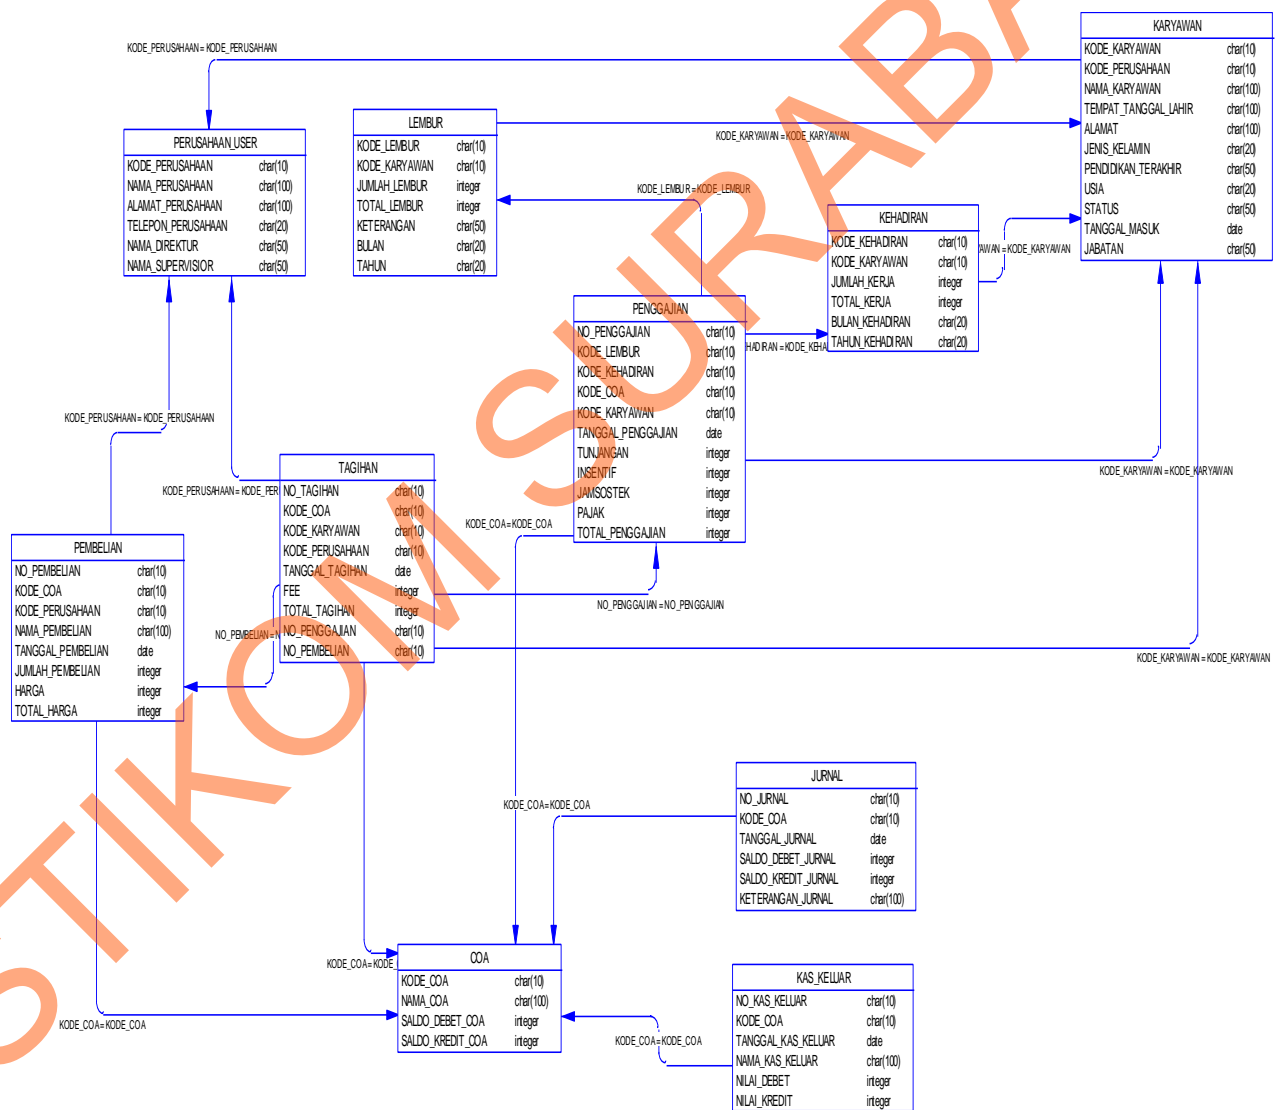 KARYAWAN
KODE_KARYAWAN char(10)
KODE_PERUSAHAAN char(10)
NAMA_KARYAWAN char(100)
TEMPAT_TANGGAL_LAHIR char(100)
ALAMAT char(100)
JENIS_KELAMIN char(20)
PENDIDIKAN_TERAKHIR char(50)
USIA char(20)
STATUS char(50)
TANGGAL_MASUK date
JABATAN char(50)
KODE_PERUSAHAAN = KODE_PERUSAHAAN
PERUSAHAAN_USER
KODE_PERUSAHAAN char(10)
NAMA_PERUSAHAAN char(100)
ALAMAT_PERUSAHAAN char(100)
TELEPON_PERUSAHAAN char(20)
NAMA_DIREKTUR char(50)
NAMA_SUPERVISIOR char(50)
LEMBUR
KODE_LEMBUR char(10)
KODE_KARYAWAN char(10)
JUMLAH_LEMBUR integer
TOTAL_LEMBUR integer
KETERANGAN char(50)
BULAN char(20)
TAHUN char(20)
KODE_KARYAWAN = KODE_KARYAWAN
KODE_LEMBUR = KODE_LEMBUR
KEHADIRAN
KODE_KEHADIRAN char(10)
KODE_KARYAWAN char(10)
JUMLAH_KERJA integer
TOTAL_KERJA integer
BULAN_KEHADIRAN char(20)
TAHUN_KEHADIRAN char(20)
AWAN = KODE_KARYAWAN
PENGGAJIAN
NO_PENGGAJIAN char(10)
KODE_LEMBUR char(10)
KODE_KEHADIRAN char(10)
KODE_COA char(10)
KODE_KARYAWAN char(10)
TANGGAL_PENGGAJIAN date
TUNJANGAN integer
INSENTIF integer
JAMSOSTEK integer
PAJAK integer
TOTAL_PENGGAJIAN integer
HADIRAN = KODE_KEHA
KODE_PERUSAHAAN = KODE_PERUSAHAAN
KODE_KARYAWAN = KODE_KARYAWAN
TAGIHAN
NO_TAGIHAN char(10)
KODE_COA char(10)
KODE_KARYAWAN char(10)
KODE_PERUSAHAAN char(10)
TANGGAL_TAGIHAN date
FEE integer
TOTAL_TAGIHAN integer
NO_PENGGAJIAN char(10)
NO_PEMBELIAN char(10)
KODE_PERUSAHAAN = KODE_PER
KODE_COA = KODE_COA
PEMBELIAN
NO_PEMBELIAN char(10)
KODE_COA char(10)
KODE_PERUSAHAAN char(10)
NAMA_PEMBELIAN char(100)
TANGGAL_PEMBELIAN date
JUMLAH_PEMBELIAN integer
HARGA integer
TOTAL_HARGA integer
NO_PENGGAJIAN = NO_PENGGAJIAN
NO_PEMBELIAN = N
KODE_KARYAWAN = KODE_KARYAWAN
JURNAL
NO_JURNAL char(10)
KODE_COA char(10)
TANGGAL_JURNAL date
SALDO_DEBET_JURNAL integer
SALDO_KREDIT_JURNAL integer
KETERANGAN_JURNAL char(100)
KODE_COA = KODE_COA
COA
KODE_COA char(10)
NAMA_COA char(100)
SALDO_DEBET_COA integer
SALDO_KREDIT_COA integer
KODE_COA = KODE_
KODE_COA = KODE_COA
KAS_KELUAR
NO_KAS_KELUAR char(10)
KODE_COA char(10)
TANGGAL_KAS_KELUAR date
NAMA_KAS_KELUAR char(100)
NILAI_DEBET integer
NILAI_KREDIT integer
KODE_COA = KODE_COA
STIKOM SURABA